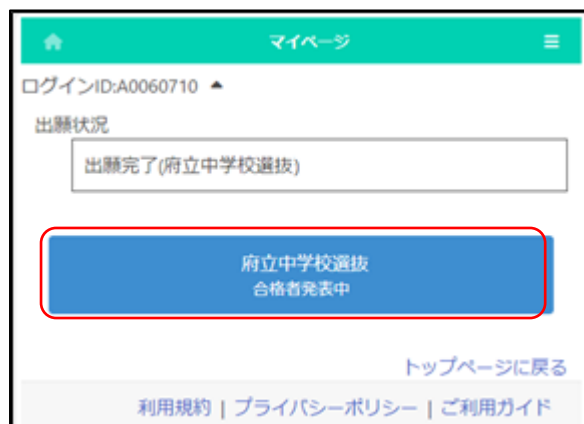 マイページ
ログインID:A0060710 ▲
出願状況
出願完了(府立中学校選抜)
府立中学校選抜
合格者発表中
トップページに戻る
利用規約 | プライバシーポリシー | ご利用ガイド